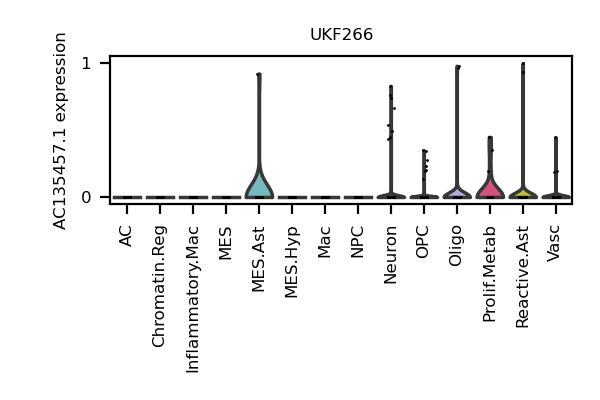 UKF266
AC135457.1 expression
1
0
AC
Chromatin.Reg
Inflammatory.Mac
MES
MES.Ast
MES.Hyp
Mac
NPC
Neuron
OPC
Oligo
Prolif.Metab
Reactive.Ast
Vasc